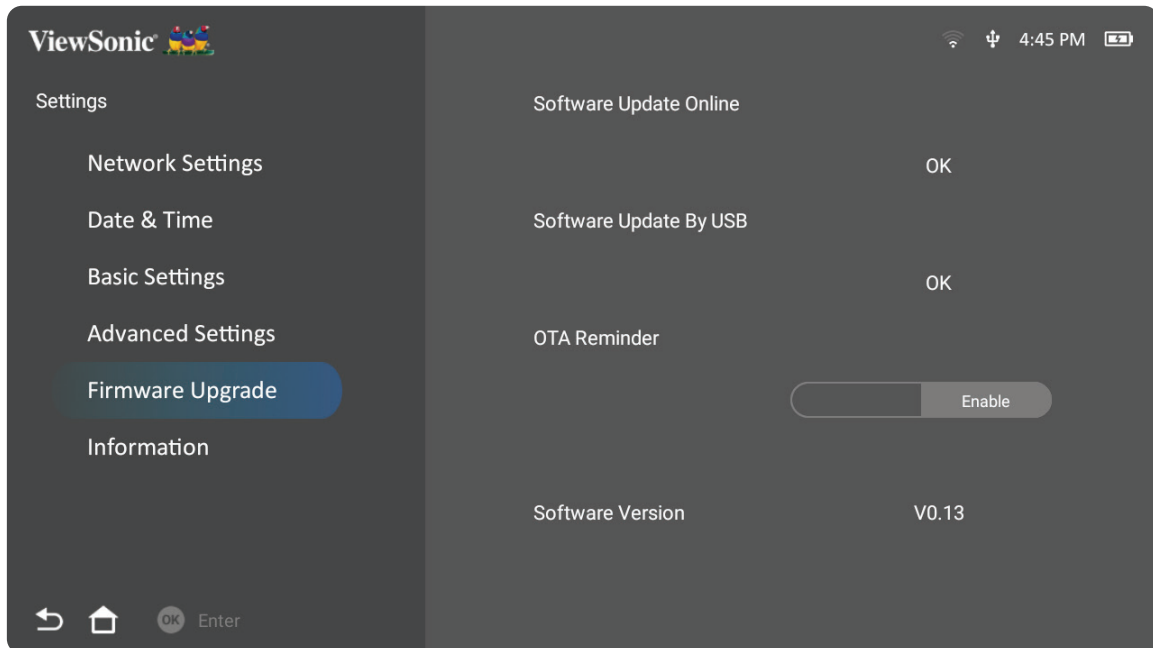 ViewSonic
4:45 PM
Settings
Network Settings
Date & Time
Basic Settings
Advanced Settings
Firmware Upgrade
Information
OK Enter
Software Update Online
OK
Software Update By USB
OK
OTA Reminder
Enable
Software Version V0.13